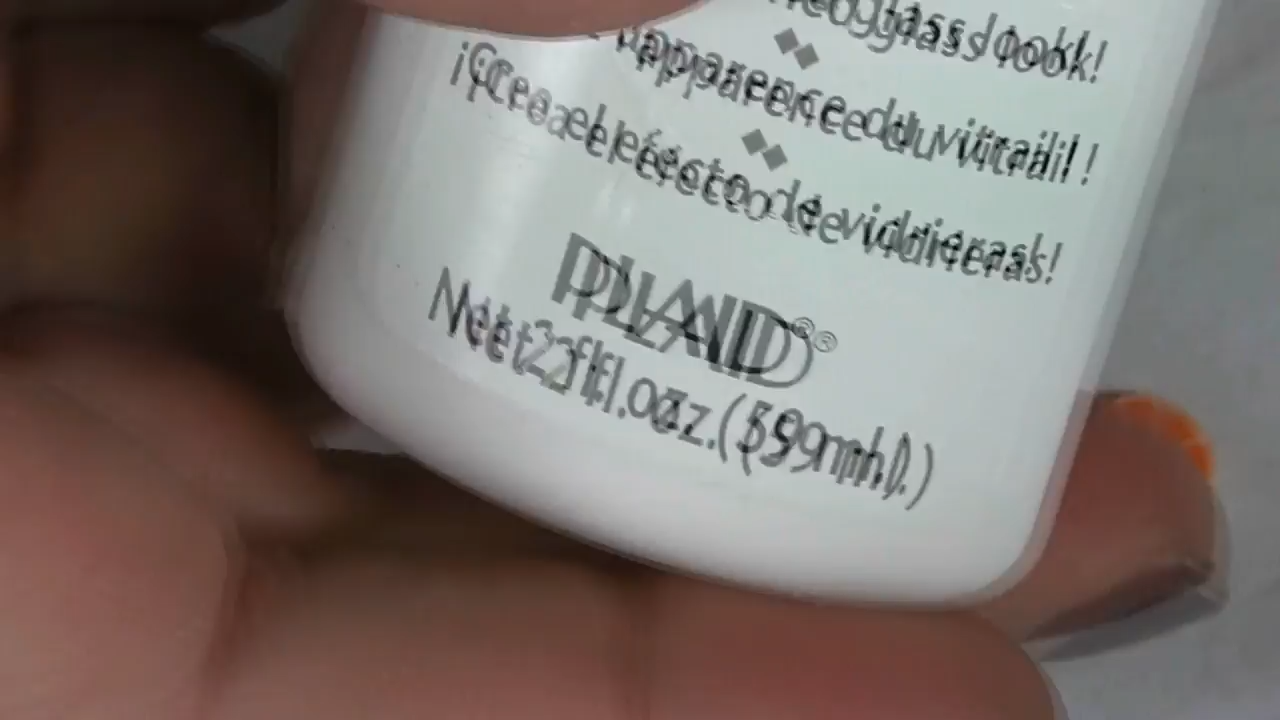 glass look!
apparence du vitrail!
¡Crea el efecto de vidrieras!
PLAID®
Net 2 fl. oz. (59 ml.)